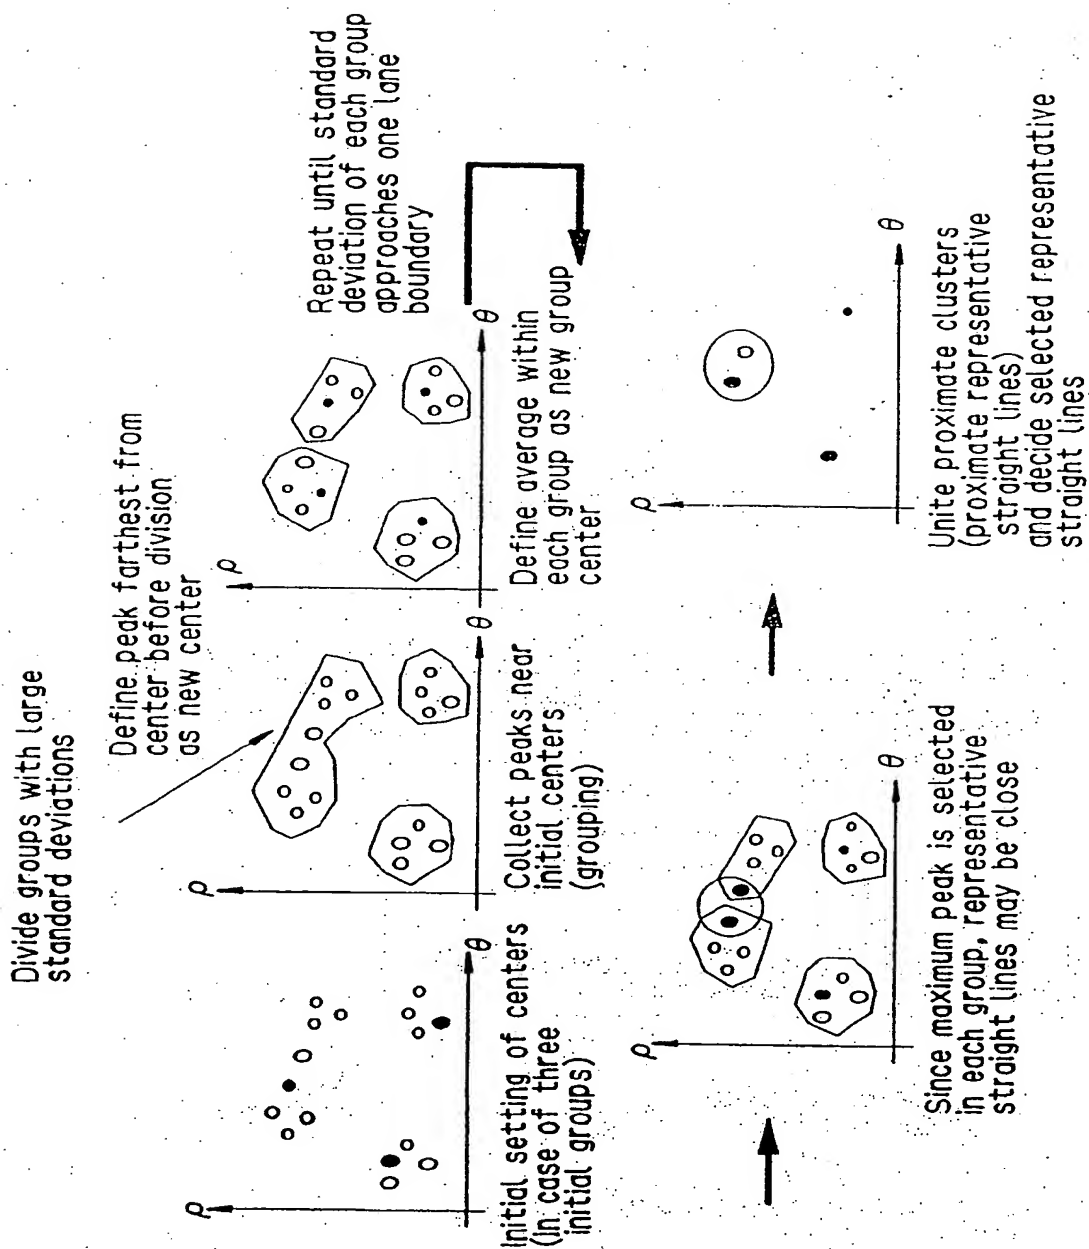 Divide groups with large
standard deviations
Define peak farthest from
center before division
as new center
Repeat until standard
deviation of each group
approaches one lane
boundary
ρ
θ
Initial setting of centers
(in case of three
initial groups)
ρ
θ
Collect peaks near
initial centers
(grouping)
ρ
θ
Define average within
each group as new group
center
ρ
θ
Since maximum peak is selected
in each group, representative
straight lines may be close
ρ
θ
Unite proximate clusters
(proximate representative
straight lines)
and decide selected representative
straight lines